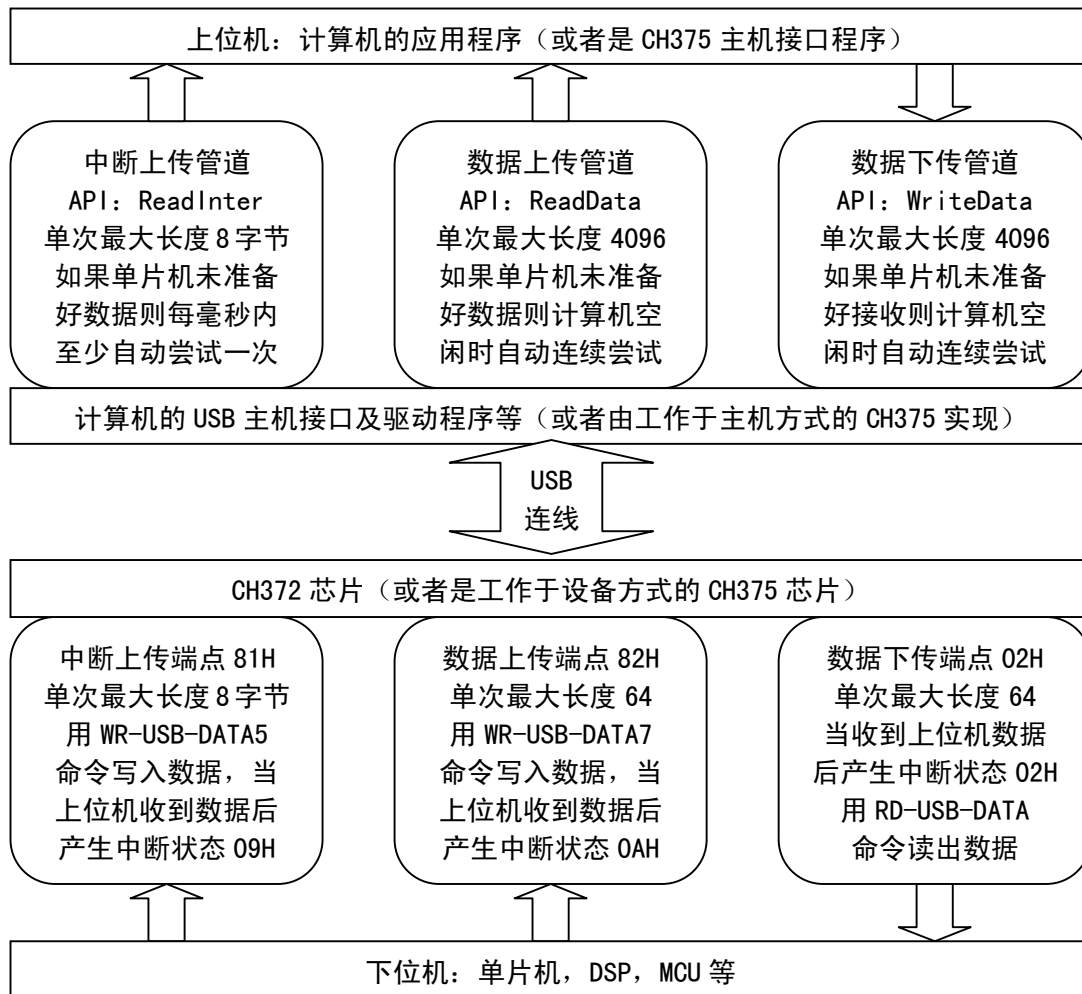 上位机：计算机的应用程序（或者是 CH375 主机接口程序）
中断上传管道
API：ReadInter
单次最大长度 8 字节
如果单片机未准备
好数据则每毫秒内
至少自动尝试一次
数据上传管道
API：ReadData
单次最大长度 4096
如果单片机未准备
好数据则计算机空
闲时自动连续尝试
数据下传管道
API：WriteData
单次最大长度 4096
如果单片机未准备
好接收则计算机空
闲时自动连续尝试
计算机的 USB 主机接口及驱动程序等（或者由工作于主机方式的 CH375 实现）
USB
连线
CH372 芯片（或者是工作于设备方式的 CH375 芯片）
中断上传端点 81H
单次最大长度 8 字节
用 WR-USB-DATA5
命令写入数据，当
上位机收到数据后
产生中断状态 09H
数据上传端点 82H
单次最大长度 64
用 WR-USB-DATA7
命令写入数据，当
上位机收到数据后
产生中断状态 0AH
数据下传端点 02H
单次最大长度 64
当收到上位机数据
后产生中断状态 02H
用 RD-USB-DATA
命令读出数据
下位机：单片机，DSP，MCU 等